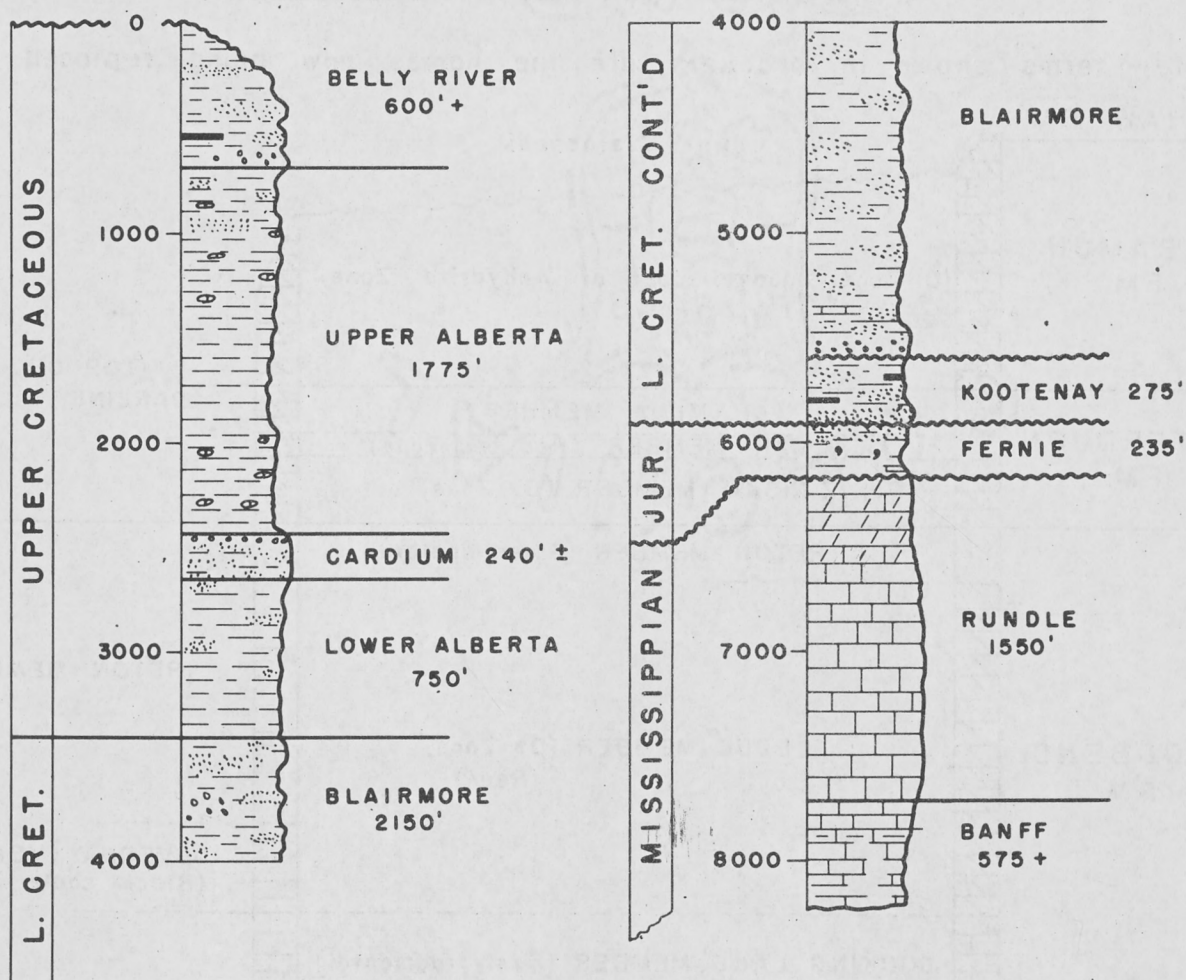 UPPER CRETACEOUS
L. CRET.
0
1000
2000
3000
4000
BELLY RIVER
600' +
UPPER ALBERTA
1775'
CARDIUM 240' ±
LOWER ALBERTA
750'
BLAIRMORE
2150'
L. CRET. CONT'D
JUR.
MISSISSIPPIAN
4000
5000
6000
7000
8000
BLAIRMORE
KOOTENAY 275'
FERNIE 235'
RUNDLE
1550'
BANFF
575 +